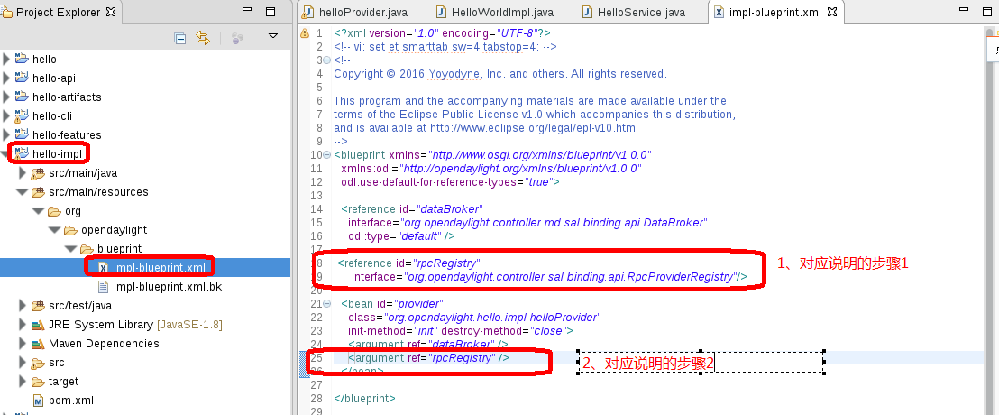 Project Explorer
hello
hello-api
hello-artifacts
hello-cli
hello-features
hello-impl
src/main/java
src/main/resources
org
opendaylight
blueprint
impl-blueprint.xml
impl-blueprint.xml.bk
src/test/java
JRE System Library [JavaSE-1.8]
Maven Dependencies
src
target
pom.xml
helloProvider.java
HelloWorldImpl.java
HelloService.java
impl-blueprint.xml
1 <?xml version="1.0" encoding="UTF-8"?>
2 <!-- vi: set et smarttab sw=4 tabstop=4: -->
3 <!--
4 Copyright © 2016 Yoyodyne, Inc. and others. All rights reserved.
5
6 This program and the accompanying materials are made available under the
7 terms of the Eclipse Public License v1.0 which accompanies this distribution,
8 and is available at http://www.eclipse.org/legal/epl-v10.html
9 -->
10 <blueprint xmlns="http://www.osgi.org/xmlns/blueprint/v1.0.0"
11 xmlns:odl="http://opendaylight.org/xmlns/blueprint/v1.0.0"
12 odl:use-default-for-reference-types="true">
13
14 <reference id="dataBroker"
15 interface="org.opendaylight.controller.md.sal.binding.api.DataBroker"
16 odl:type="default" />
17
18 <reference id="rpcRegistry"
19 interface="org.opendaylight.controller.sal.binding.api.RpcProviderRegistry"/>
20
21 <bean id="provider"
22 class="org.opendaylight.hello.impl.helloProvider"
23 init-method="init" destroy-method="close">
24 <argument ref="dataBroker" />
25 <argument ref="rpcRegistry" />
26 </bean>
27
28 </blueprint>
29
1、对应说明的步骤1
2、对应说明的步骤2